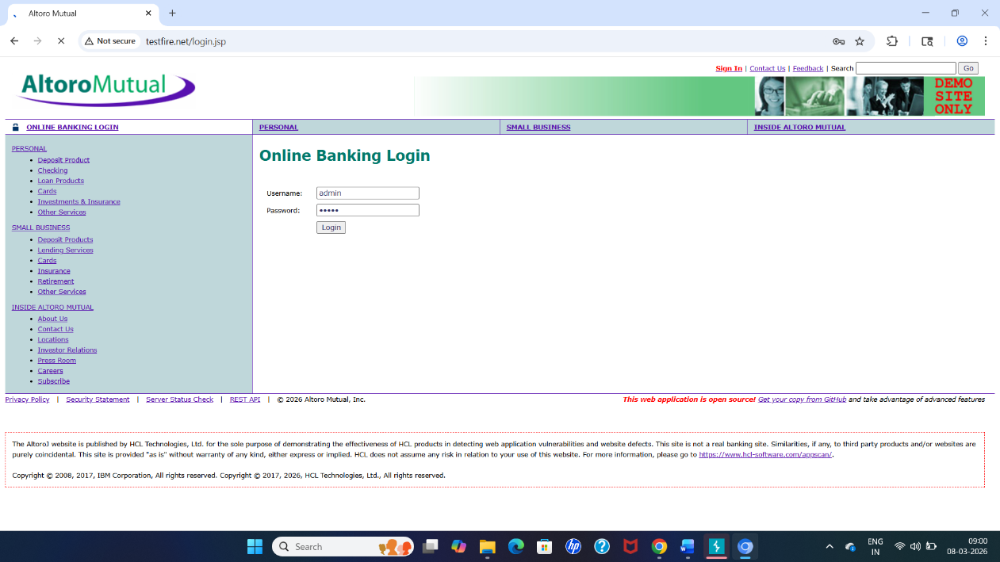 Altoro Mutual
Not secure
testfire.net/login.jsp
Sign In | Contact Us | Feedback | Search
Go
AltoroMutual
DEMO
SITE
ONLY
ONLINE BANKING LOGIN
PERSONAL
SMALL BUSINESS
INSIDE ALTORO MUTUAL
PERSONAL
Deposit Product
Checking
Loan Products
Cards
Investments & Insurance
Other Services
SMALL BUSINESS
Deposit Products
Lending Services
Cards
Insurance
Retirement
Other Services
INSIDE ALTORO MUTUAL
About Us
Contact Us
Locations
Investor Relations
Press Room
Careers
Subscribe
Online Banking Login
Username: admin
Password: •••••
Login
Privacy Policy | Security Statement | Server Status Check | REST API | © 2026 Altoro Mutual, Inc.
This web application is open source! Get your copy from GitHub and take advantage of advanced features
The AltoroJ website is published by HCL Technologies, Ltd. for the sole purpose of demonstrating the effectiveness of HCL products in detecting web application vulnerabilities and website defects. This site is not a real banking site. Similarities, if any, to third party products and/or websites are
purely coincidental. This site is provided "as is" without warranty of any kind, either express or implied. HCL does not assume any risk in relation to your use of this website. For more information, please go to https://www.hcl-software.com/appscan/.
Copyright © 2008, 2017, IBM Corporation, All rights reserved. Copyright © 2017, 2026, HCL Technologies, Ltd., All rights reserved.
Search
ENG
IN
09:00
08-03-2026